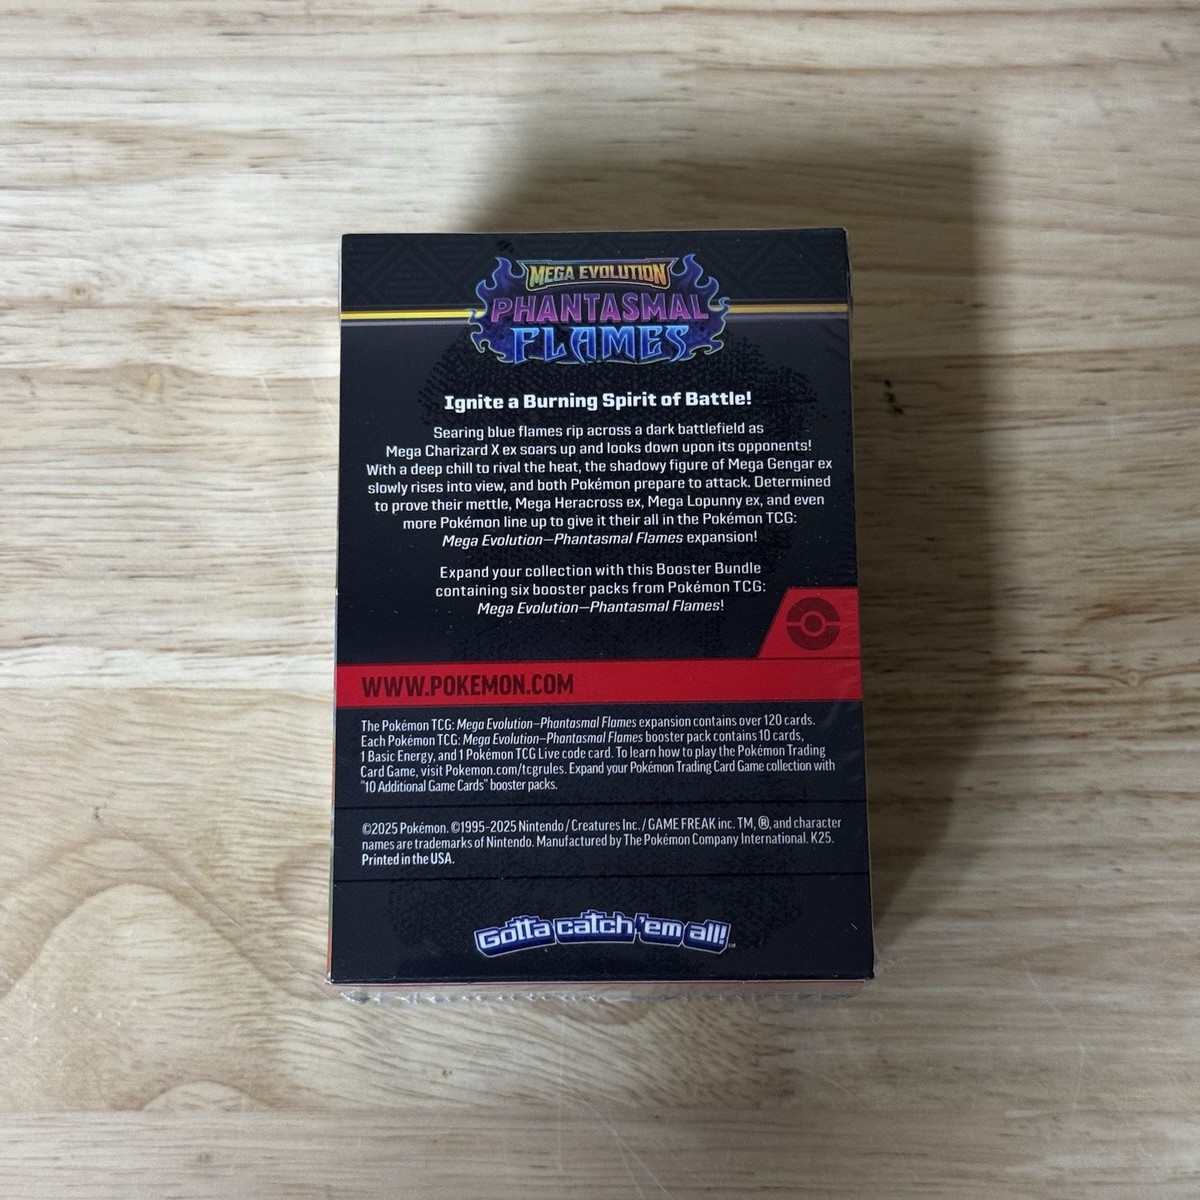 MEGA EVOLUTION
PHANTASMAL
FLAMES
Ignite a Burning Spirit of Battle!
Searing blue flames rip across a dark battlefield as
Mega Charizard X ex soars up and looks down upon its opponents!
With a deep chill to rival the heat, the shadowy figure of Mega Gengar ex
slowly rises into view, and both Pokémon prepare to attack. Determined
to prove their mettle, Mega Heracross ex, Mega Lopunny ex, and even
more Pokémon line up to give it their all in the Pokémon TCG:
Mega Evolution—Phantasmal Flames expansion!
Expand your collection with this Booster Bundle
containing six booster packs from Pokémon TCG:
Mega Evolution—Phantasmal Flames!
WWW.POKEMON.COM
The Pokémon TCG: Mega Evolution—Phantasmal Flames expansion contains over 120 cards.
Each Pokémon TCG: Mega Evolution—Phantasmal Flames booster pack contains 10 cards,
1 Basic Energy, and 1 Pokémon TCG Live code card. To learn how to play the Pokémon Trading
Card Game, visit Pokemon.com/tcgrules. Expand your Pokémon Trading Card Game collection with
"10 Additional Game Cards" booster packs.
©2025 Pokémon. ©1995–2025 Nintendo / Creatures Inc. / GAME FREAK inc. TM, ®, and character
names are trademarks of Nintendo. Manufactured by The Pokémon Company International. K25.
Printed in the USA.
Gotta catch 'em all!™